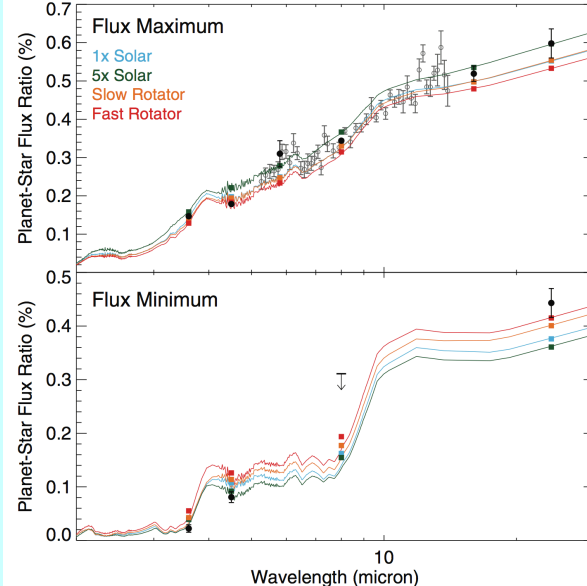 0.7
0.6
0.5
0.4
0.3
0.2
0.1
Planet-Star Flux Ratio (%)
Flux Maximum
1x Solar
5x Solar
Slow Rotator
Fast Rotator
0.5
0.4
0.3
0.2
0.1
0.0
Planet-Star Flux Ratio (%)
Flux Minimum
10
Wavelength (micron)